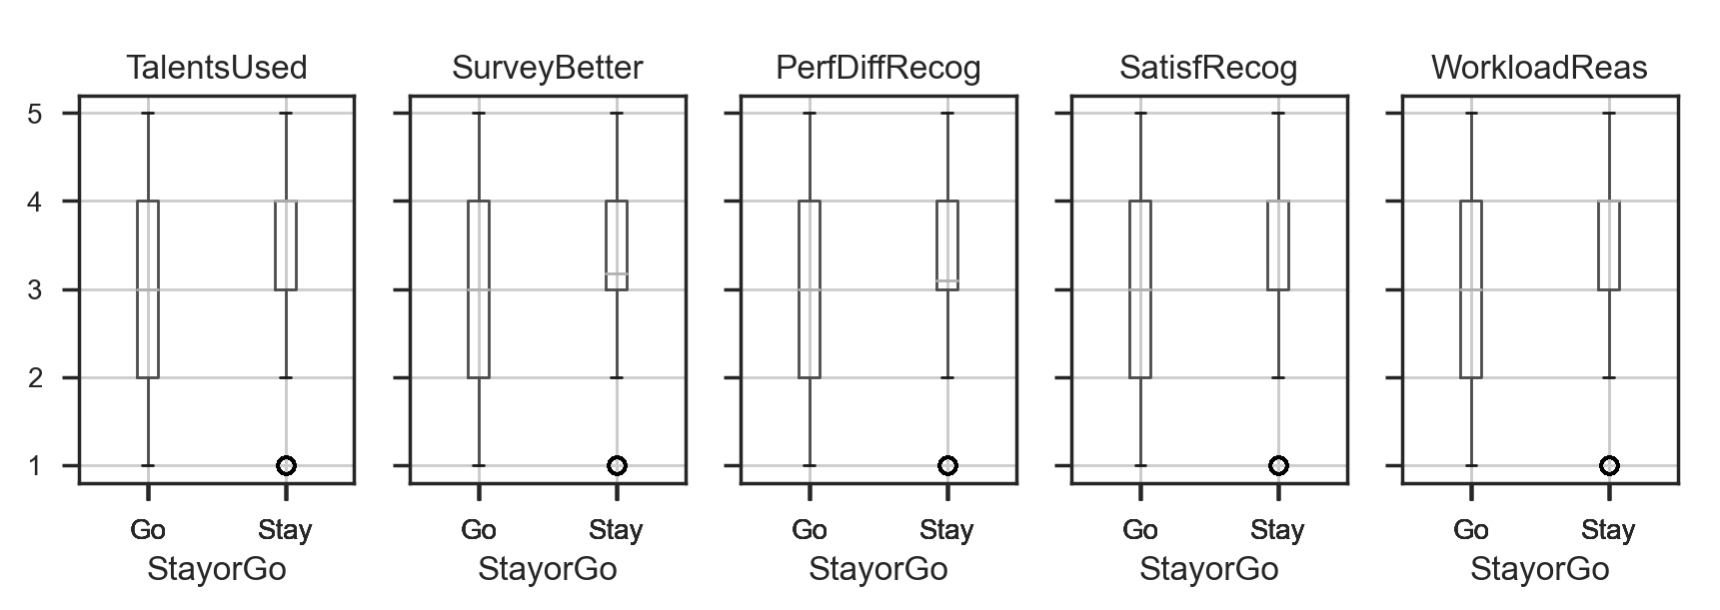 TalentsUsed SurveyBetter PerfDiffRecog SatisfRecog WorkloadReas
5
4
3
2
1
Go Stay Go Stay Go Stay Go Stay Go Stay
StayorGo StayorGo StayorGo StayorGo StayorGo